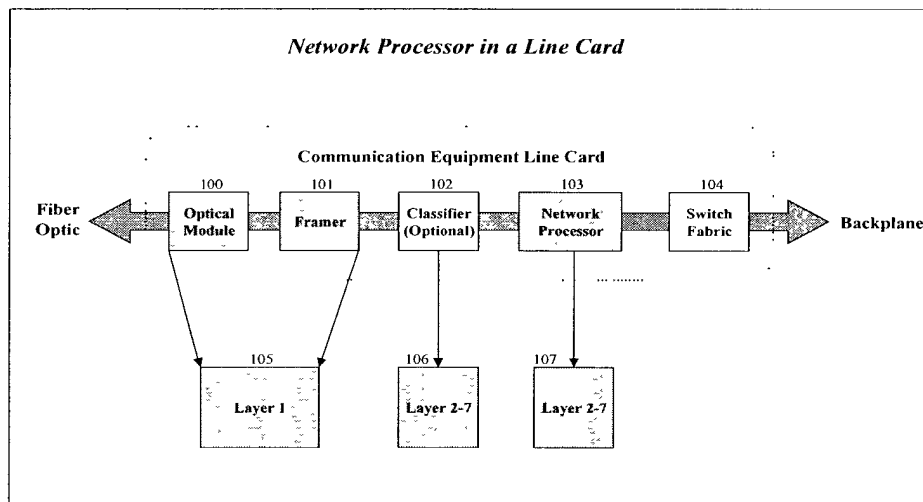 Network Processor in a Line Card
Communication Equipment Line Card
100
101
102
103
104
Fiber
Optic
Optical
Module
Framer
Classifier
(Optional)
Network
Processor
Switch
Fabric
Backplane
105
106
107
Layer 1
Layer 2-7
Layer 2-7